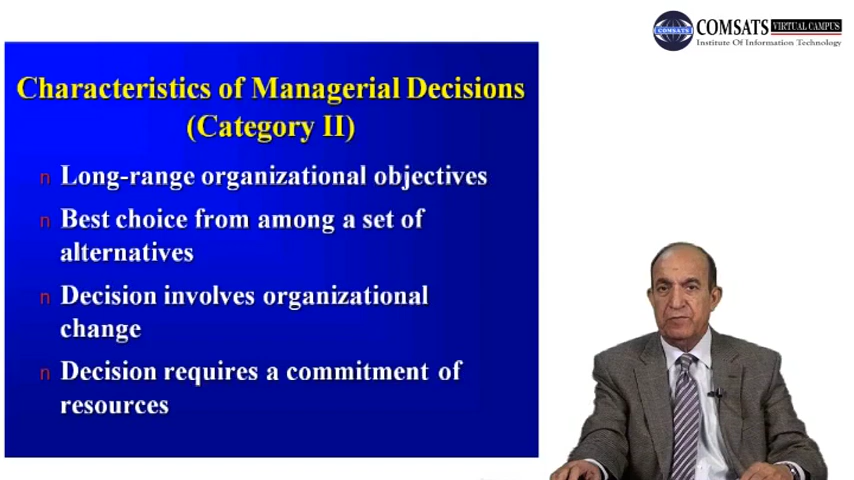 COMSATS VIRTUAL CAMPUS
COMSATS
Institute Of Information Technology
Characteristics of Managerial Decisions
(Category II)
n Long-range organizational objectives
n Best choice from among a set of
alternatives
n Decision involves organizational
change
n Decision requires a commitment of
resources